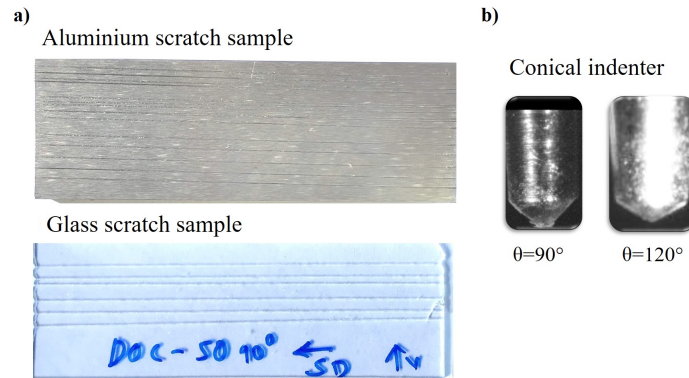 a)
Aluminium scratch sample
Glass scratch sample
DOC - 50 90° ← SD ↑ V
b)
Conical indenter
θ=90°
θ=120°